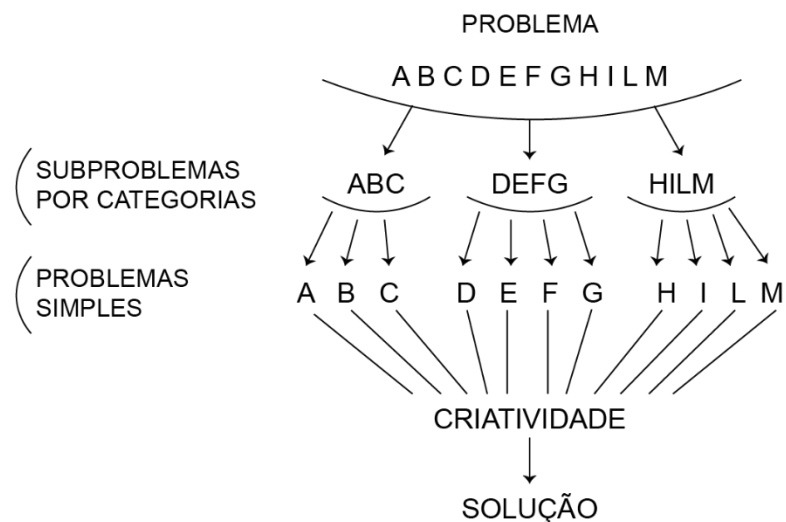 PROBLEMA
A B C D E F G H I L M
SUBPROBLEMAS
POR CATEGORIAS
ABC DEFG HILM
PROBLEMAS
SIMPLES
A B C D E F G H I L M
CRIATIVIDADE
SOLUÇÃO